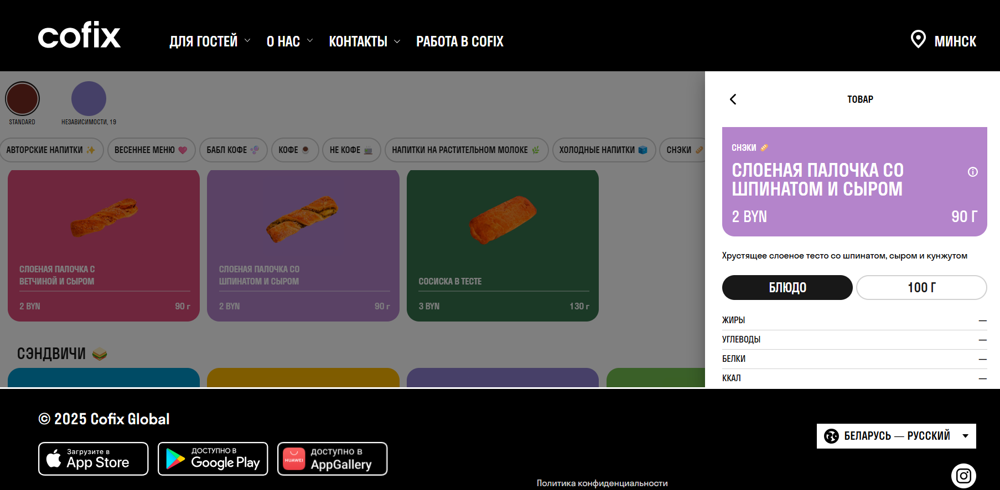 cofix
ДЛЯ ГОСТЕЙ
О НАС
КОНТАКТЫ
РАБОТА В COFIX
МИНСК
STANDARD
НЕЗАВИСИМОСТИ, 19
АВТОРСКИЕ НАПИТКИ
ВЕСЕННЕЕ МЕНЮ
БАБЛ КОФЕ
КОФЕ
НЕ КОФЕ
НАПИТКИ НА РАСТИТЕЛЬНОМ МОЛОКЕ
ХОЛОДНЫЕ НАПИТКИ
СНЭКИ
СЛОЕНАЯ ПАЛОЧКА С
ВЕТЧИНОЙ И СЫРОМ
2 BYN
90 г
СЛОЕНАЯ ПАЛОЧКА СО
ШПИНАТОМ И СЫРОМ
2 BYN
90 г
СОСИСКА В ТЕСТЕ
3 BYN
130 г
СЭНДВИЧИ
ТОВАР
СНЭКИ
СЛОЕНАЯ ПАЛОЧКА СО
ШПИНАТОМ И СЫРОМ
2 BYN
90 Г
Хрустящее слоеное тесто со шпинатом, сыром и кунжутом
БЛЮДО
100 Г
ЖИРЫ —
УГЛЕВОДЫ —
БЕЛКИ —
ККАЛ —
© 2025 Cofix Global
Загрузите в
App Store
ДОСТУПНО В
Google Play
HUAWEI
ДОСТУПНО В
AppGallery
Политика конфиденциальности
БЕЛАРУСЬ — РУССКИЙ